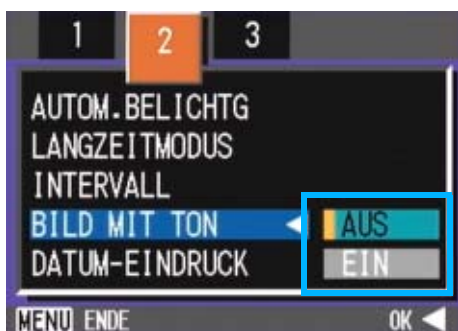 1 2 3
AUTOM.BELICHTG
LANGZEITMODUS
INTERVALL
BILD MIT TON AUS
DATUM-EINDRUCK EIN
MENU ENDE OK